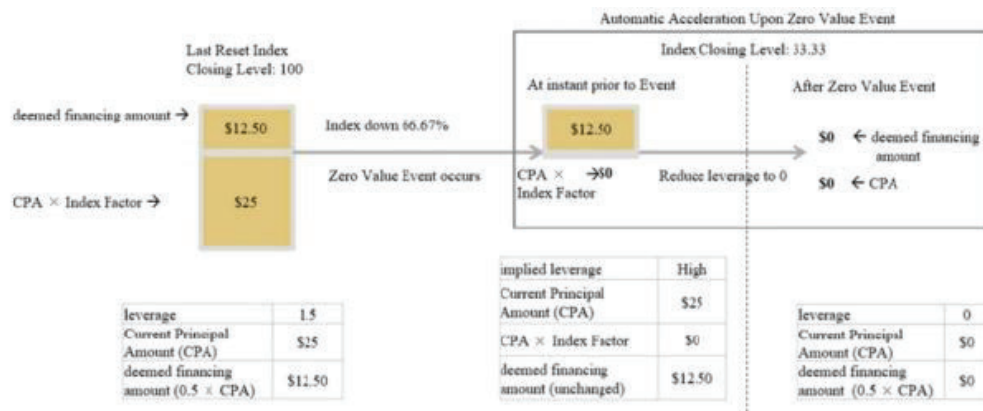 Automatic Acceleration Upon Zero Value Event
Last Reset Index
Closing Level: 100
Index Closing Level: 33.33
At instant prior to Event
After Zero Value Event
deemed financing amount →
$12.50
Index down 66.67%
$12.50
$0 ← deemed financing
amount
Zero Value Event occurs
CPA × →$0
Index Factor
Reduce leverage to 0
$0 ← CPA
CPA × Index Factor →
$25
leverage 1.5
Current Principal
Amount (CPA) $25
deemed financing
amount (0.5 × CPA) $12.50
implied leverage High
Current Principal
Amount (CPA) $25
CPA × Index Factor $0
deemed financing
amount (unchanged) $12.50
leverage 0
Current Principal
Amount (CPA) $0
deemed financing
amount (0.5 × CPA) $0